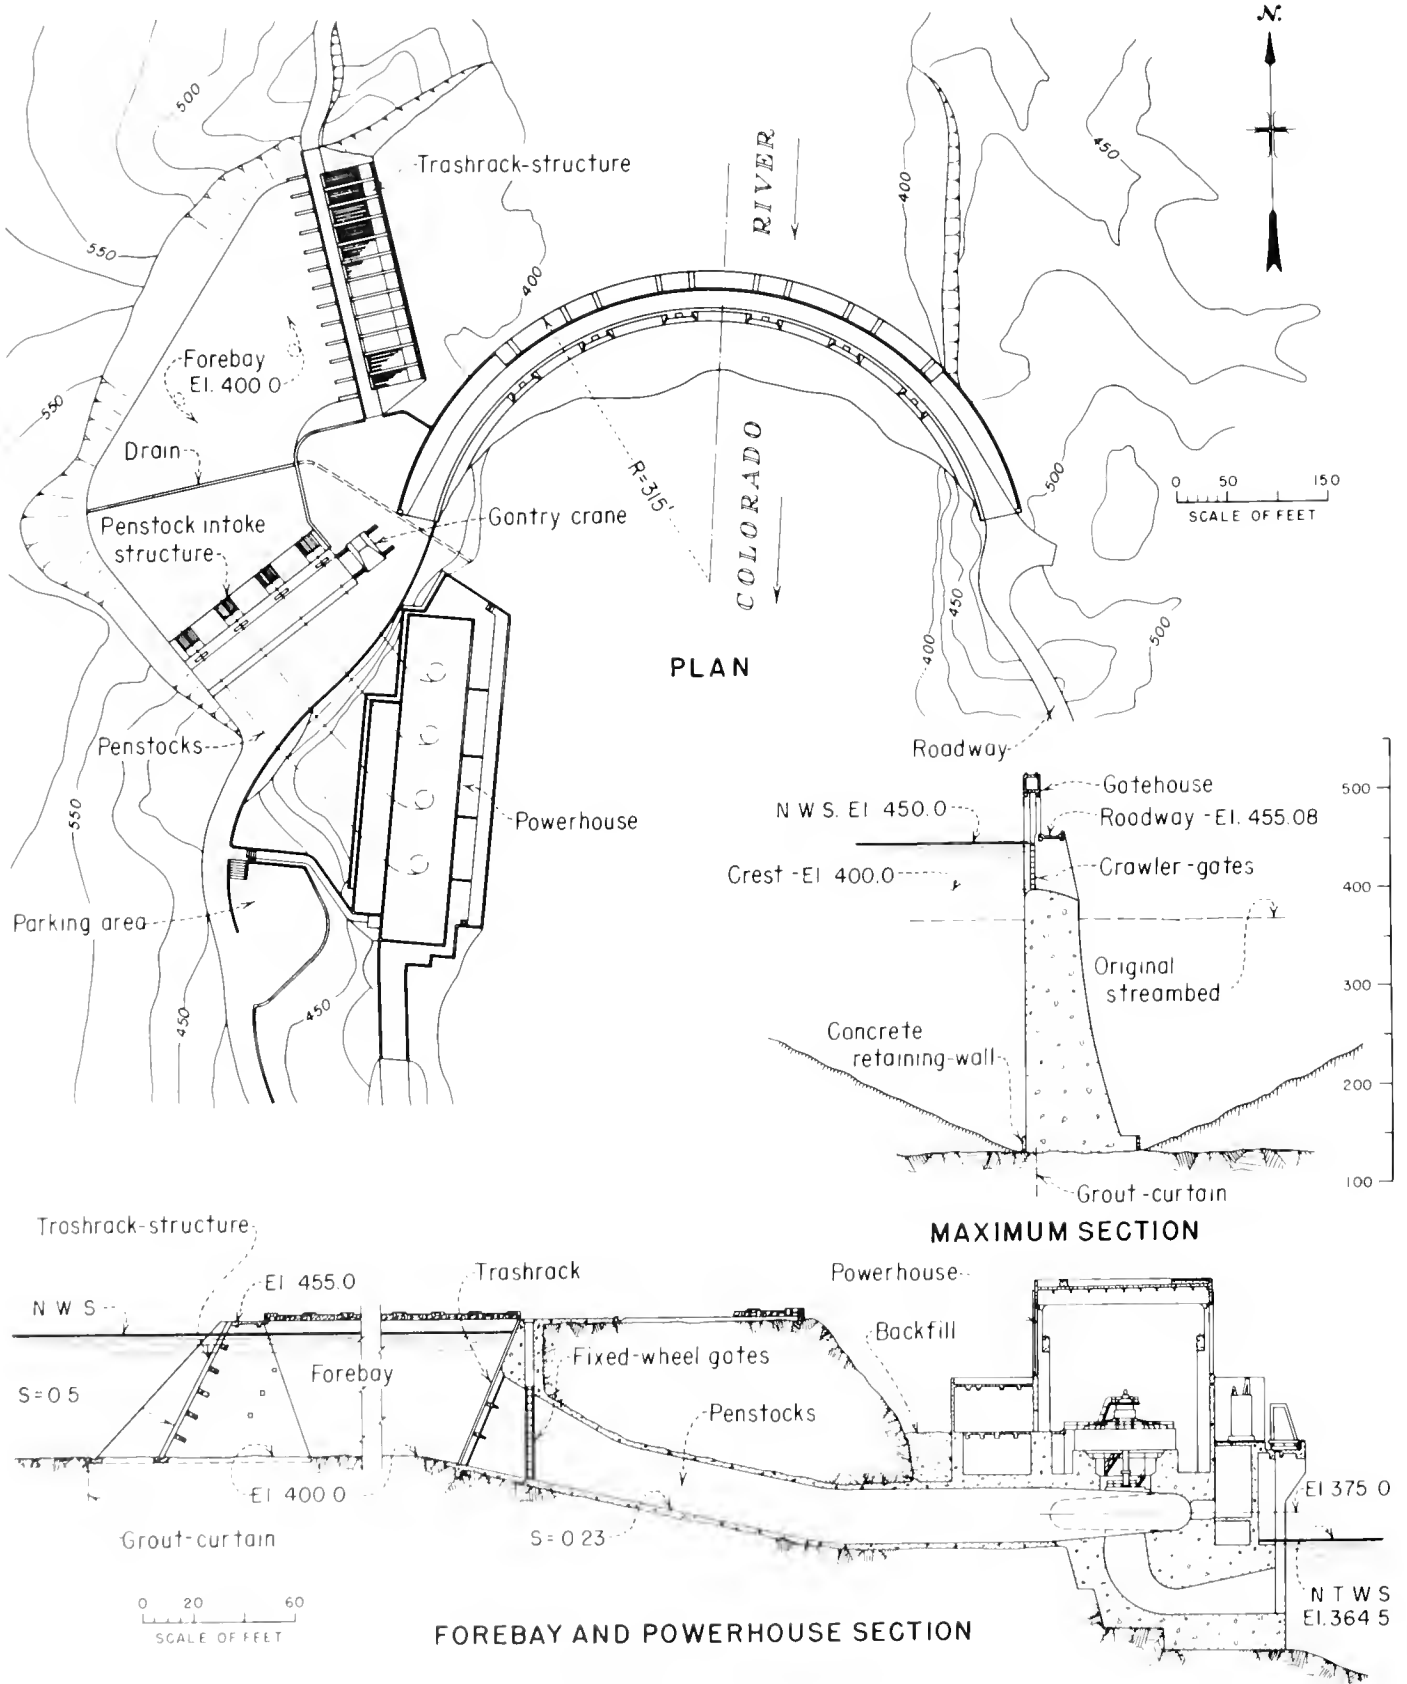 N.
500
450
Trashrack-structure
RIVER
400
550
400
Forebay
El. 400 0
550
COLORADO
Drain
R=315'
500
0 50 150
SCALE OF FEET
Penstock intake
structure
Gantry crane
450
400
500
PLAN
Penstocks
Roadway
550
Powerhouse
Parking area
450
450
Gatehouse
500
N W S. El 450.0
Roadway - El. 455.08
Crest - El 400.0
Crawler-gates
400
Original
streambed
300
Concrete
retaining-wall
200
100
Grout-curtain
MAXIMUM SECTION
Trashrack-structure
El 455.0
Trashrack
Powerhouse
N W S
Backfill
Forebay
Fixed-wheel gates
S=0 5
Penstocks
El 400 0
El 375 0
Grout-curtain
S=0 23
N T W S
El. 364 5
0 20 60
SCALE OF FEET
FOREBAY AND POWERHOUSE SECTION